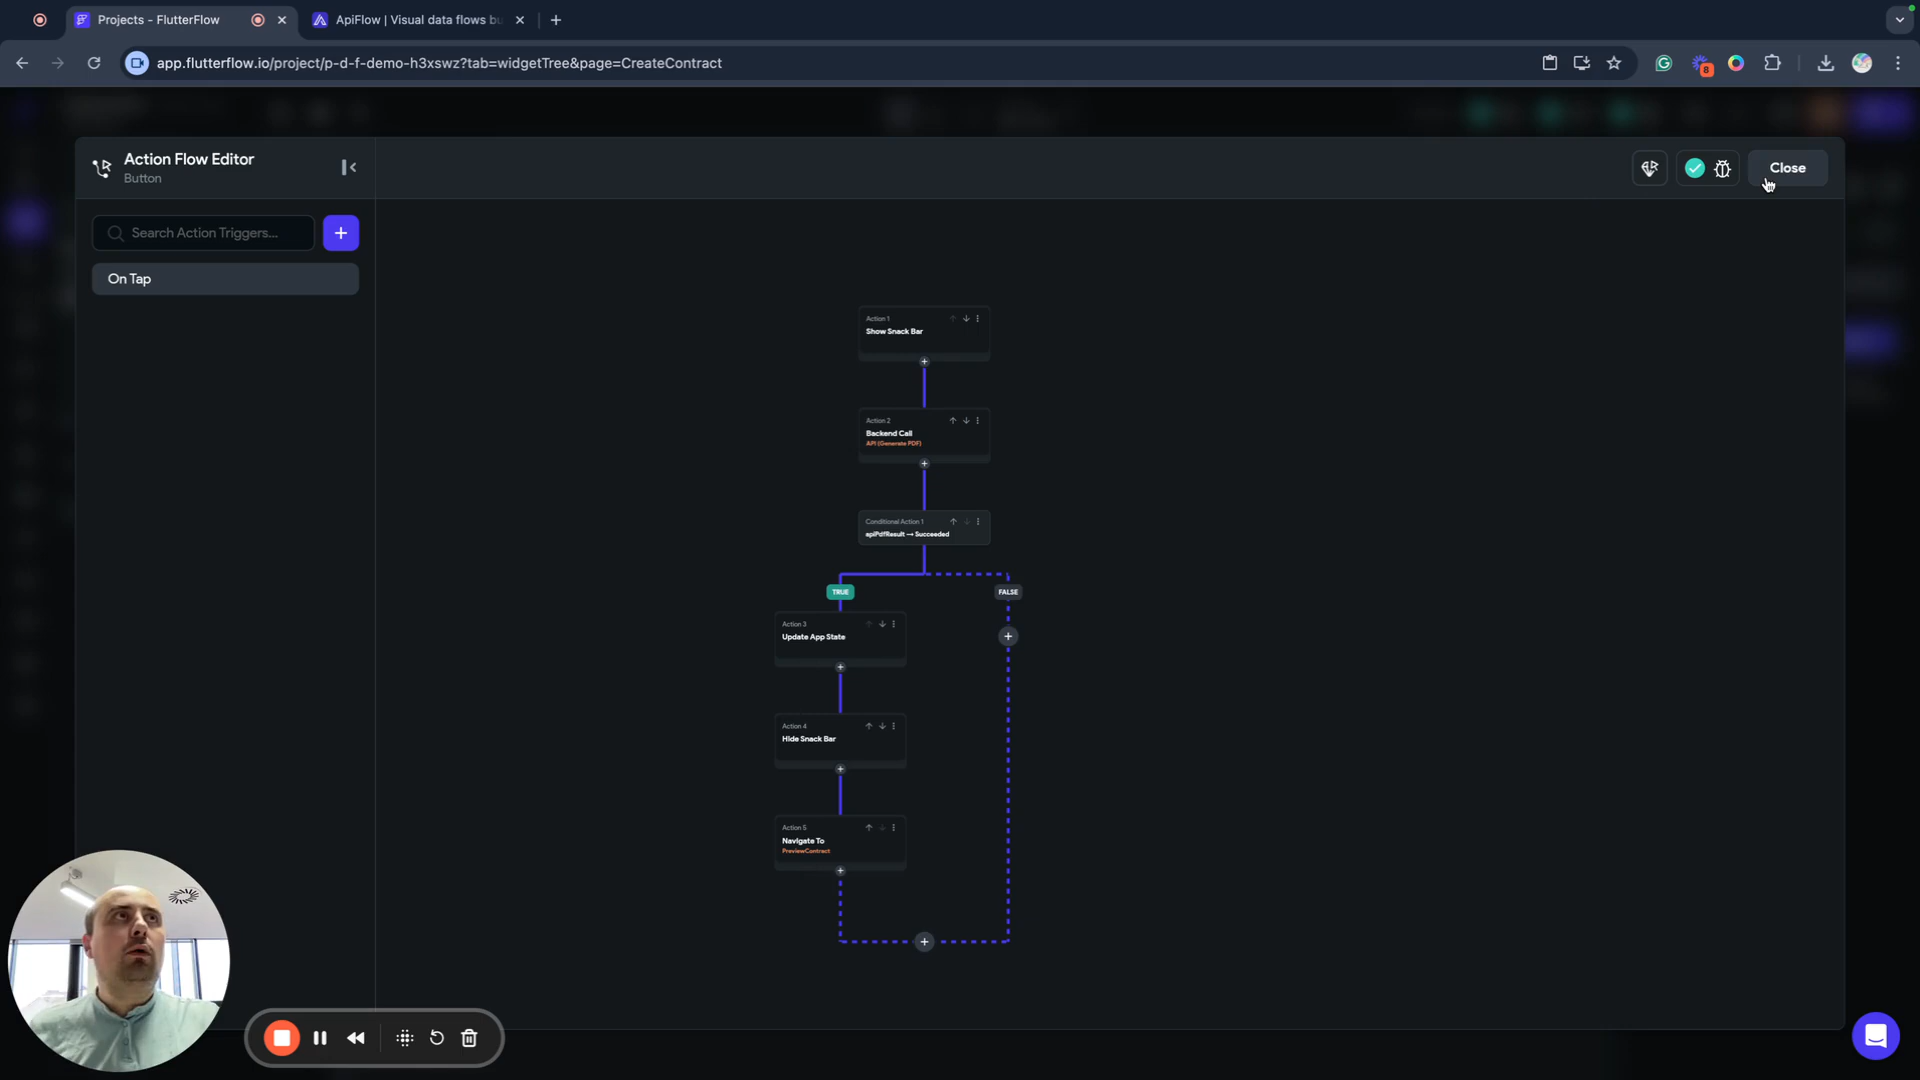 Projects - FlutterFlow
ApiFlow | Visual data flows bu
app.flutterflow.io/project/p-d-f-demo-h3xswz?tab=widgetTree&page=CreateContract
8
Action Flow Editor
Button
Close
Search Action Triggers...
On Tap
Action 1
Show Snack Bar
Action 2
Backend Call
API (Generate PDF)
Conditional Action 1
apiPdfResult → Succeeded
TRUE
FALSE
Action 3
Update App State
Action 4
Hide Snack Bar
Action 5
Navigate To
PreviewContract